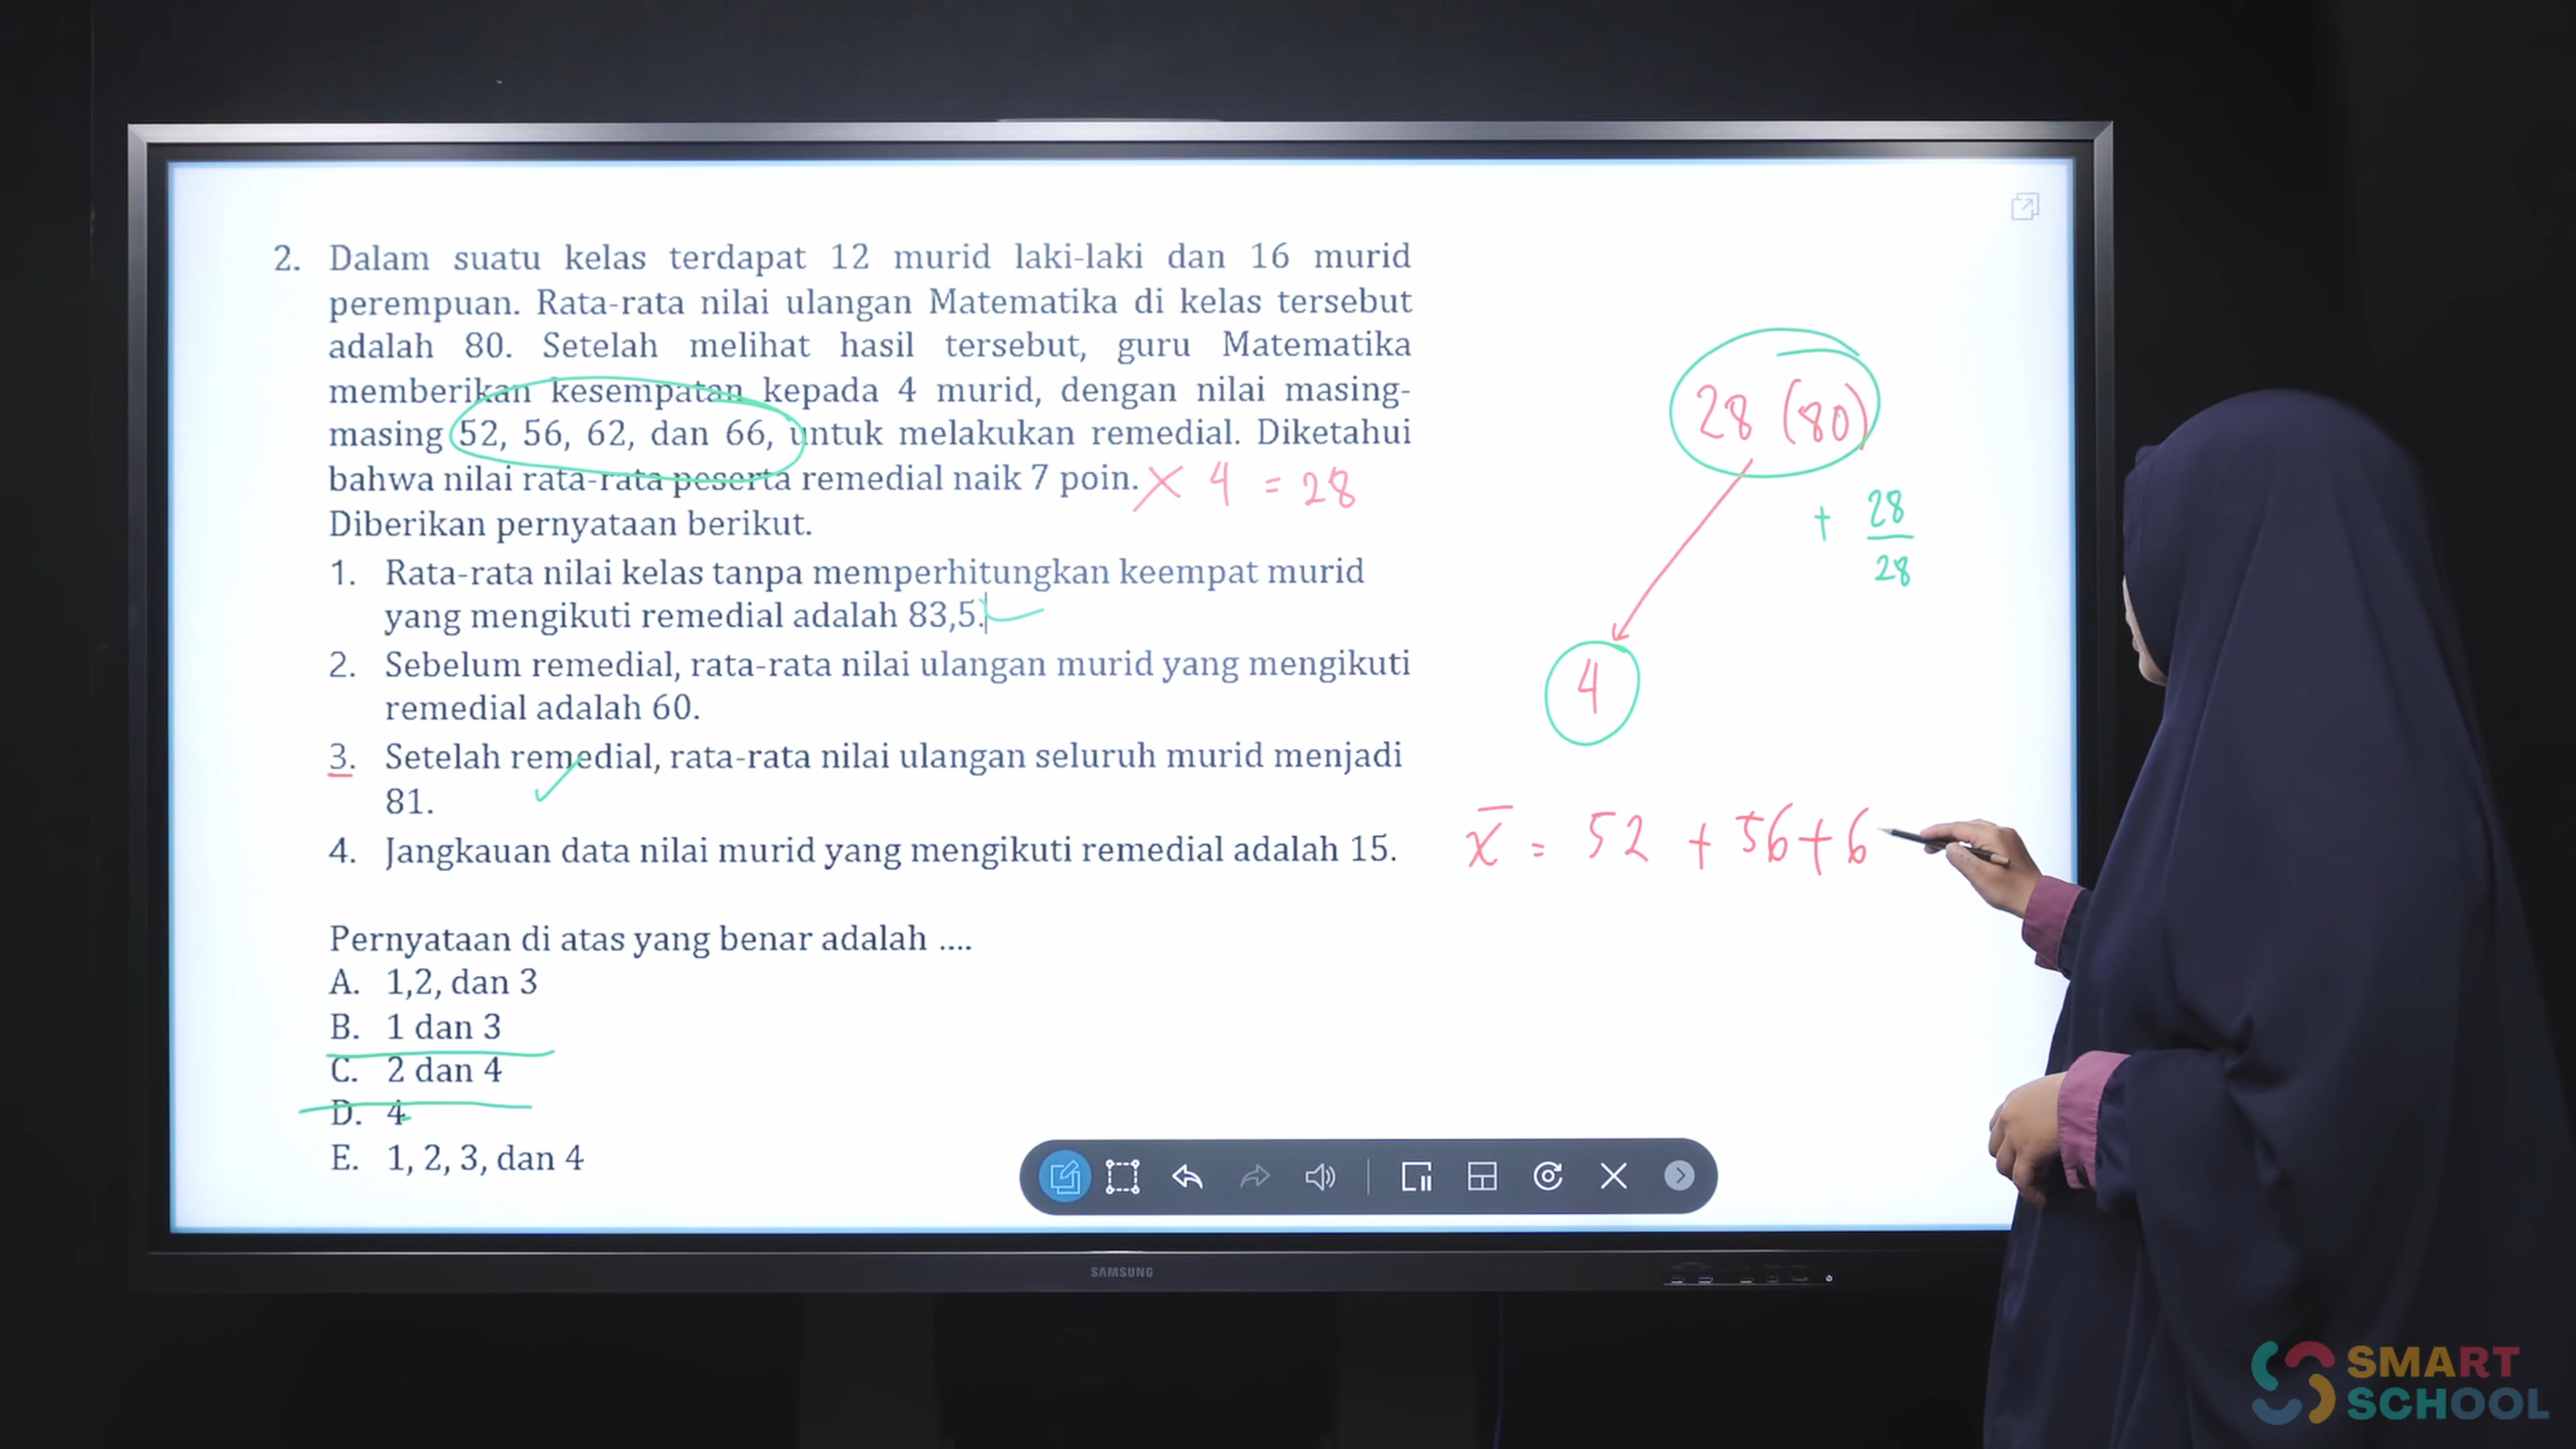 2. Dalam suatu kelas terdapat 12 murid laki-laki dan 16 murid
perempuan. Rata-rata nilai ulangan Matematika di kelas tersebut
adalah 80. Setelah melihat hasil tersebut, guru Matematika
memberikan kesempatan kepada 4 murid, dengan nilai masing-
masing 52, 56, 62, dan 66, untuk melakukan remedial. Diketahui
bahwa nilai rata-rata peserta remedial naik 7 poin. × 4 = 28
Diberikan pernyataan berikut.
1. Rata-rata nilai kelas tanpa memperhitungkan keempat murid
yang mengikuti remedial adalah 83,5.
2. Sebelum remedial, rata-rata nilai ulangan murid yang mengikuti
remedial adalah 60.
3. Setelah remedial, rata-rata nilai ulangan seluruh murid menjadi
81.
4. Jangkauan data nilai murid yang mengikuti remedial adalah 15.
Pernyataan di atas yang benar adalah ....
A. 1,2, dan 3
B. 1 dan 3
C. 2 dan 4
D. 4
E. 1, 2, 3, dan 4
28 (80)
+ 28
28
4
x̄ = 52 + 56 + 6
SAMSUNG
SMART
SCHOOL